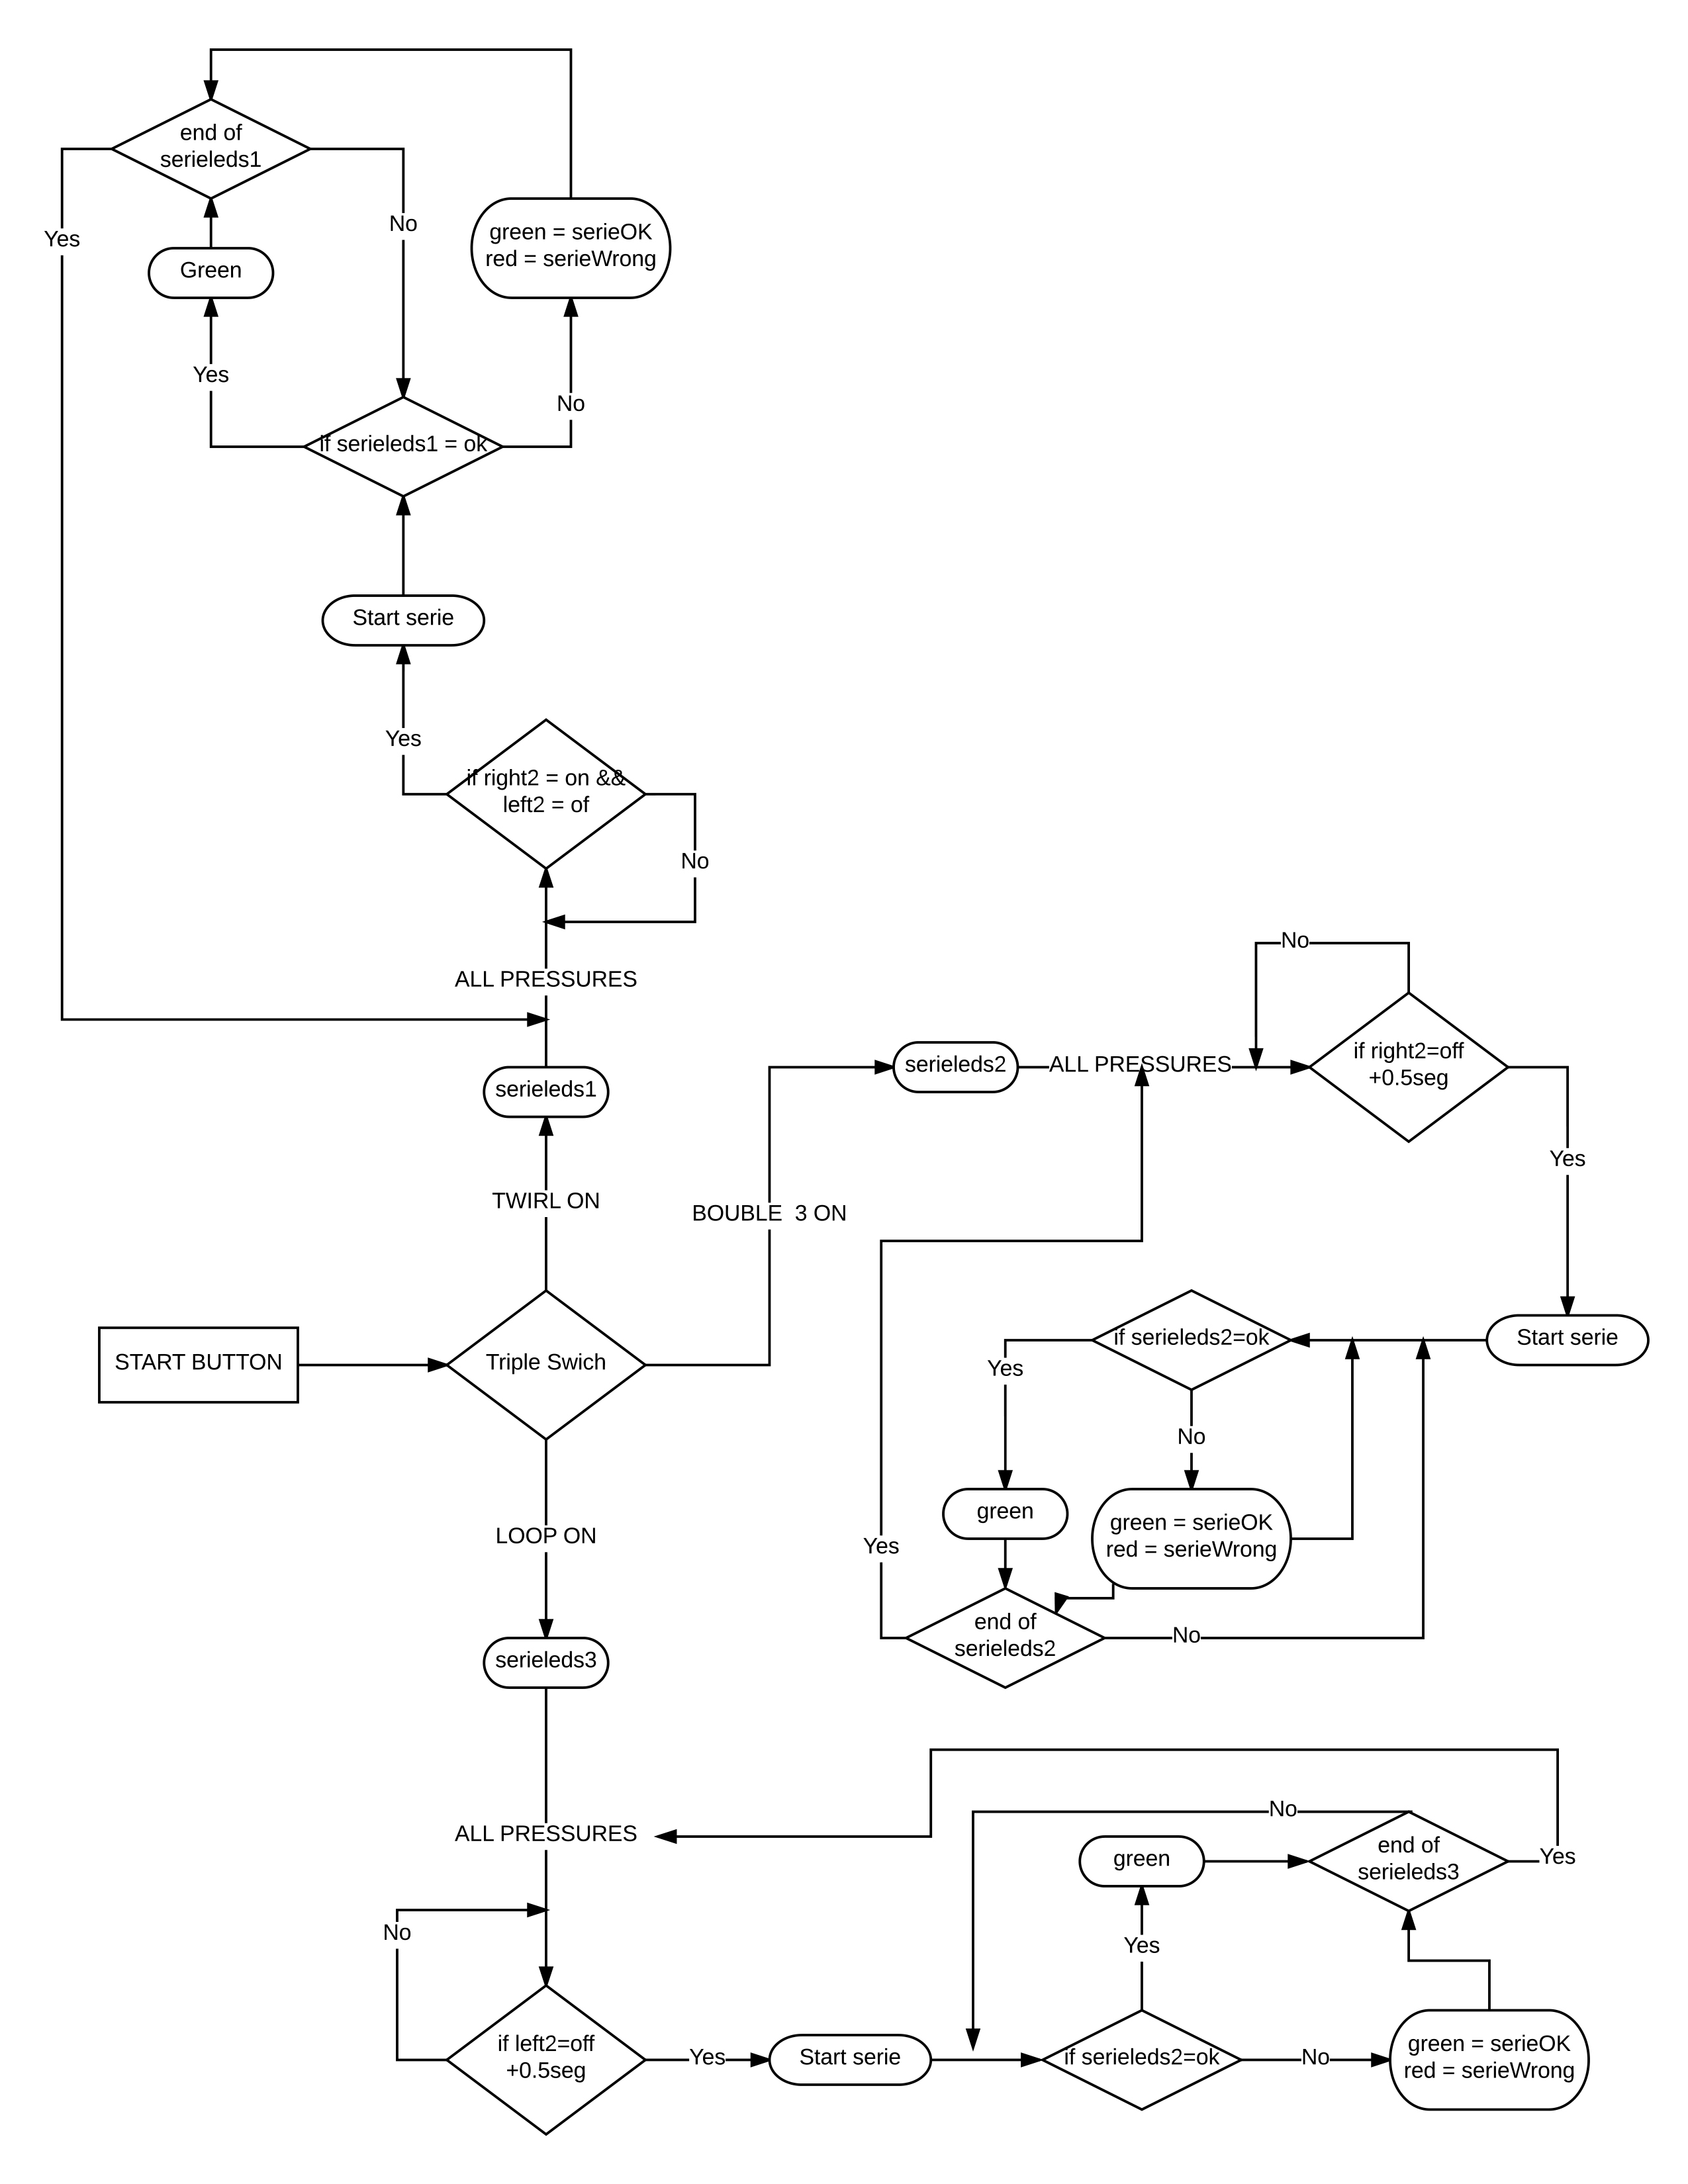 end of
serieleds1
No
Yes
green = serieOK
red = serieWrong
Green
Yes
No
if serieleds1 = ok
Start serie
Yes
if right2 = on &&
left2 = of
No
ALL PRESSURES
serieleds1
TWIRL ON
BOUBLE  3 ON
START BUTTON
Triple Swich
LOOP ON
serieleds3
ALL PRESSURES
No
if left2=off
+0.5seg
Yes
Start serie
if serieleds2=ok
No
green = serieOK
red = serieWrong
Yes
green
end of
serieleds3
No
Yes
serieleds2
ALL PRESSURES
No
if right2=off
+0.5seg
Yes
Start serie
if serieleds2=ok
Yes
No
green
green = serieOK
red = serieWrong
Yes
end of
serieleds2
No